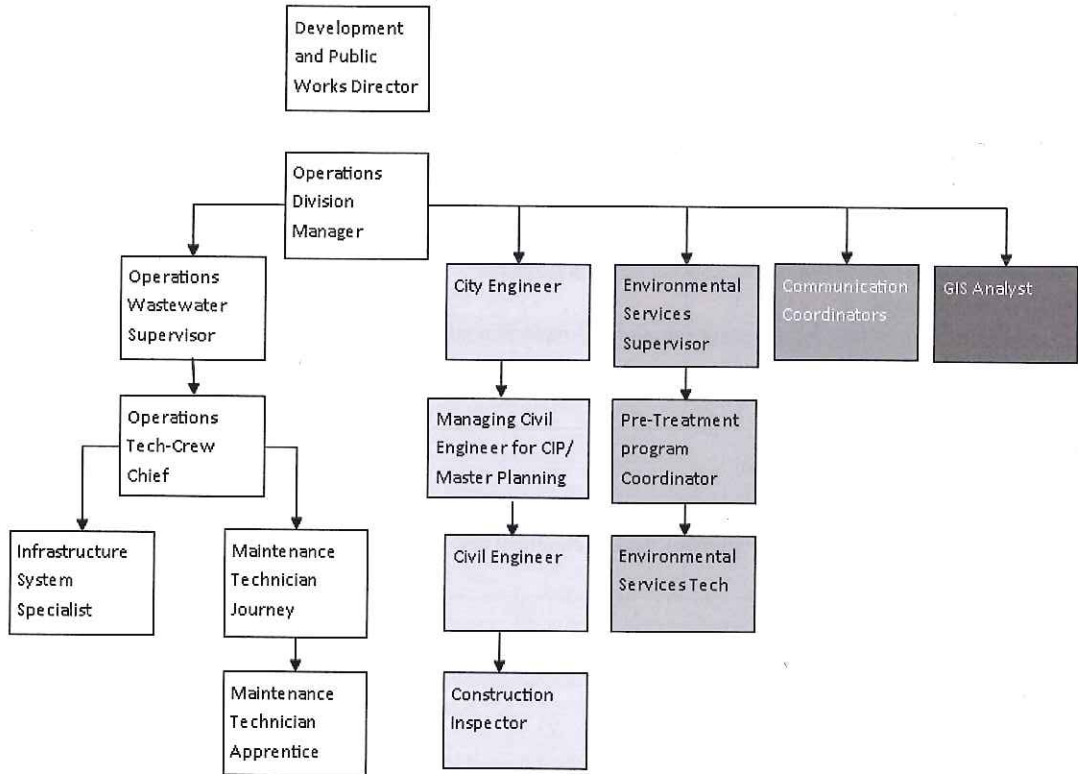 Development
and Public
Works Director
Operations
Division
Manager
Operations
Wastewater
Supervisor
City Engineer
Environmental
Services
Supervisor
Communication
Coordinators
GIS Analyst
Operations
Tech-Crew
Chief
Managing Civil
Engineer for CIP/
Master Planning
Pre-Treatment
program
Coordinator
Infrastructure
System
Specialist
Maintenance
Technician
Journey
Civil Engineer
Environmental
Services Tech
Maintenance
Technician
Apprentice
Construction
Inspector